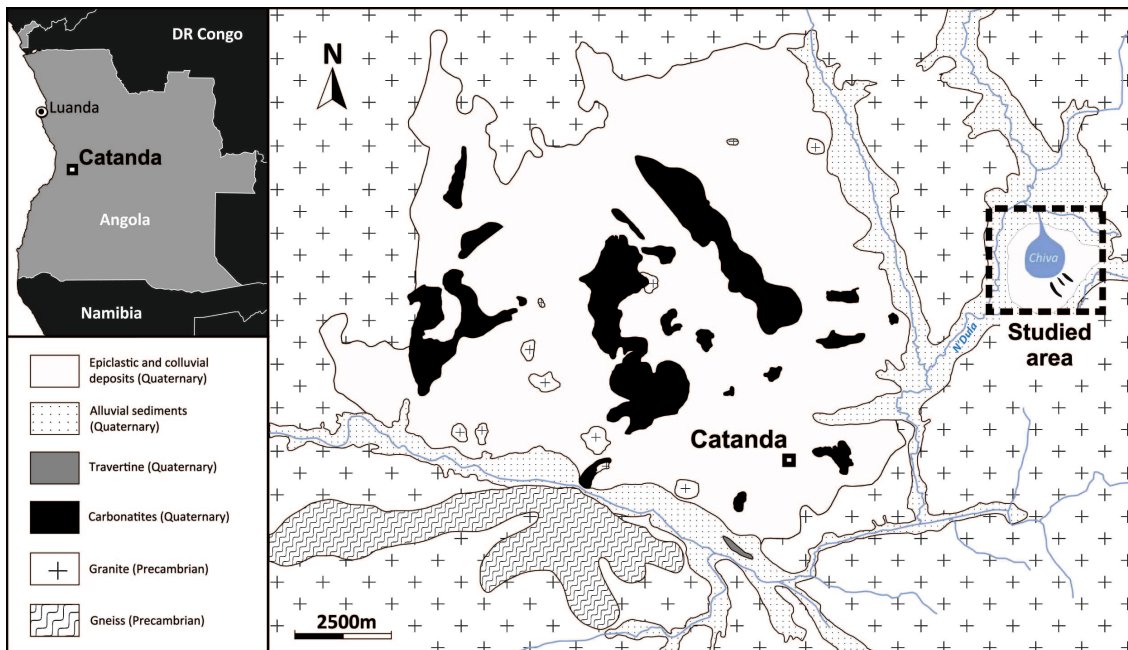 DR Congo
Luanda
Catanda
Angola
Namibia
Epiclastic and colluvial
deposits (Quaternary)
Alluvial sediments
(Quaternary)
Travertine (Quaternary)
Carbonatites (Quaternary)
Granite (Precambrian)
Gneiss (Precambrian)
N
Chiva
Studied
area
N'Dulia
Catanda
2500m